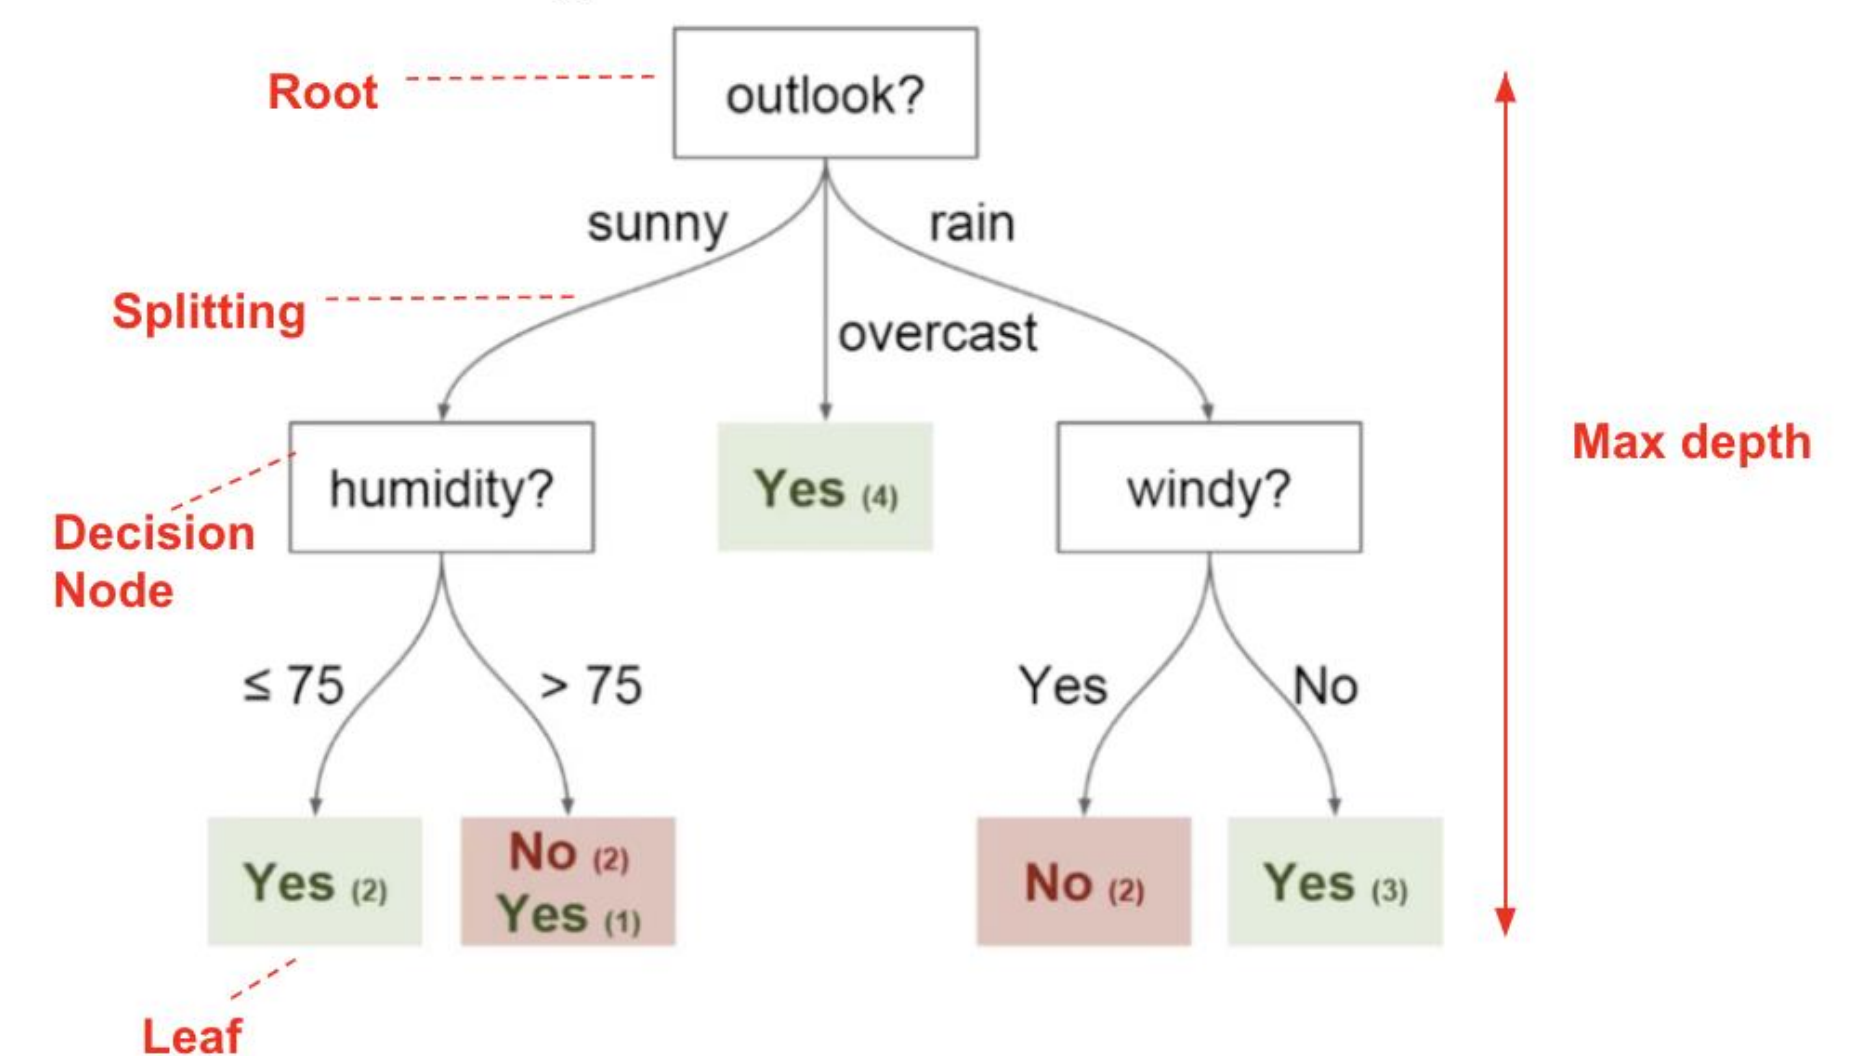 Root
outlook?
sunny
rain
Splitting
overcast
humidity?
Yes (4)
windy?
Max depth
Decision
Node
≤ 75
> 75
Yes
No
Yes (2)
No (2)
Yes (1)
No (2)
Yes (3)
Leaf